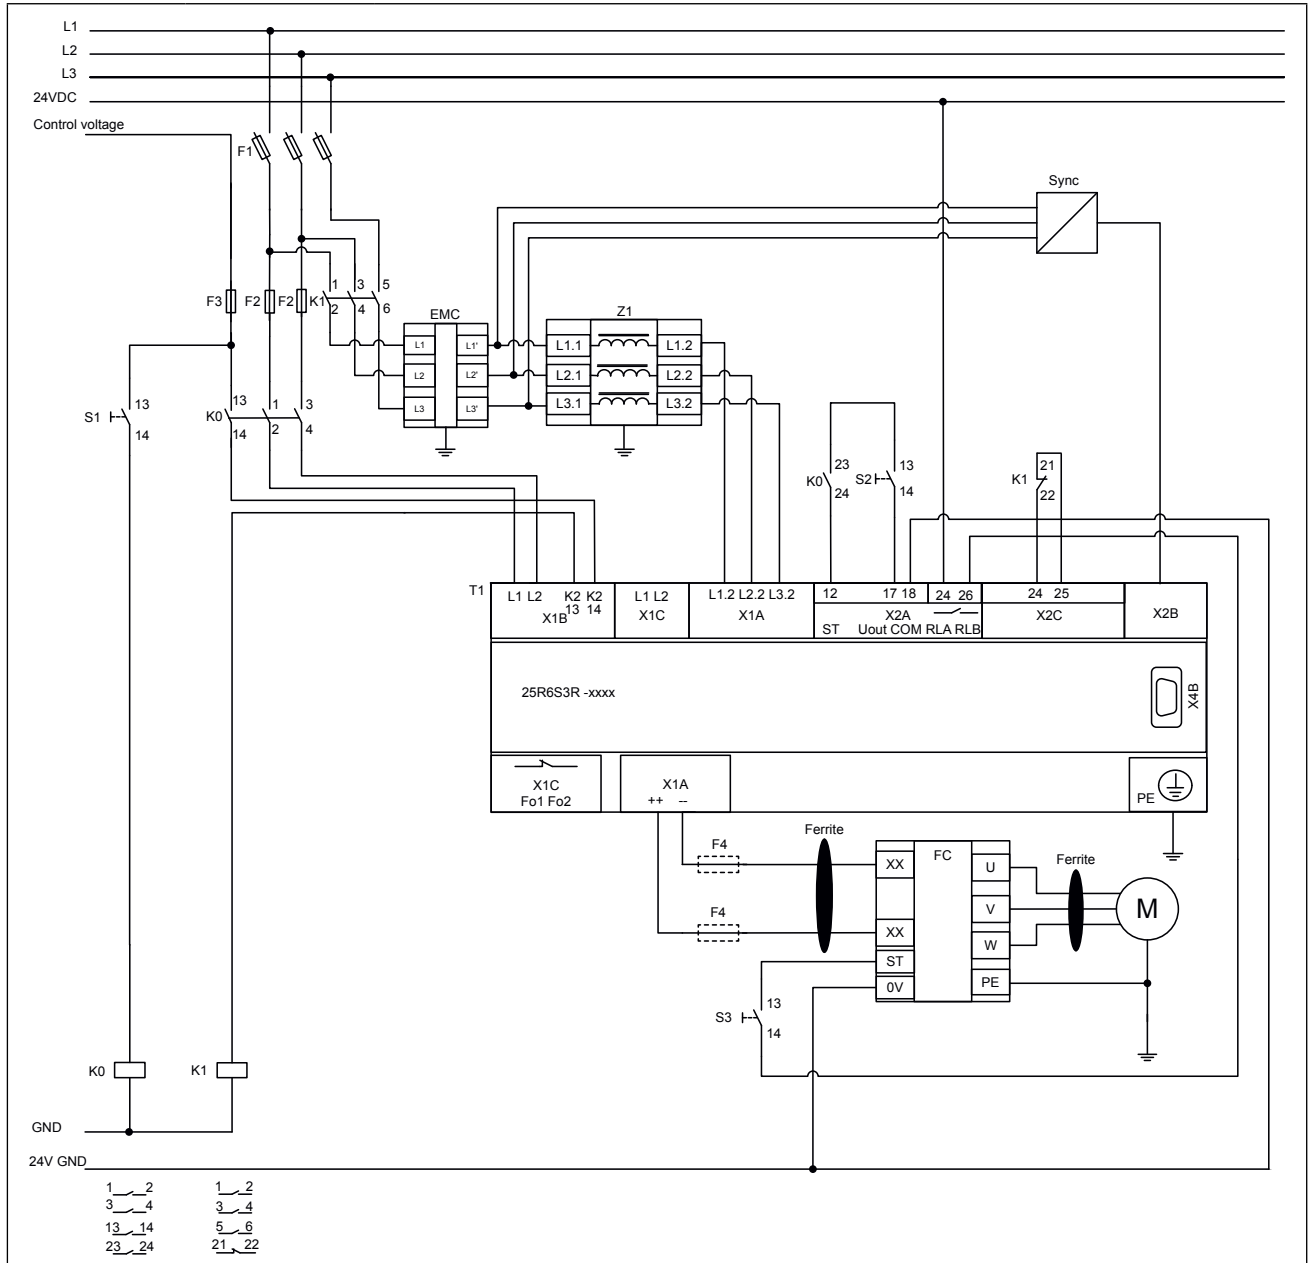 L1
L2
L3
24VDC
Control voltage
F1
Sync
F3 F2 F2 K1
1 3 5
2 4 6
EMC
L1 L1'
L2 L2'
L3 L3'
Z1
L1.1 L1.2
L2.1 L2.2
L3.1 L3.2
S1
13
14
K0
13 1 3
14 2 4
K0
23
24
S2
13
14
K1
21
22
T1
L1 L2 K2 K2
13 14
X1B
L1 L2
X1C
L1.2 L2.2 L3.2
X1A
12 17 18 24 26
X2A
ST Uout COM RLA RLB
24 25
X2C
X2B
25R6S3R -xxxx
X4B
X1C
Fo1 Fo2
X1A
++ --
PE
F4
Ferrite
F4
XX
XX
ST
0V
FC
U
V
W
PE
Ferrite
M
S3
13
14
K0
K1
GND
24V GND
1 2
3 4
13 14
23 24
1 2
3 4
5 6
21 22